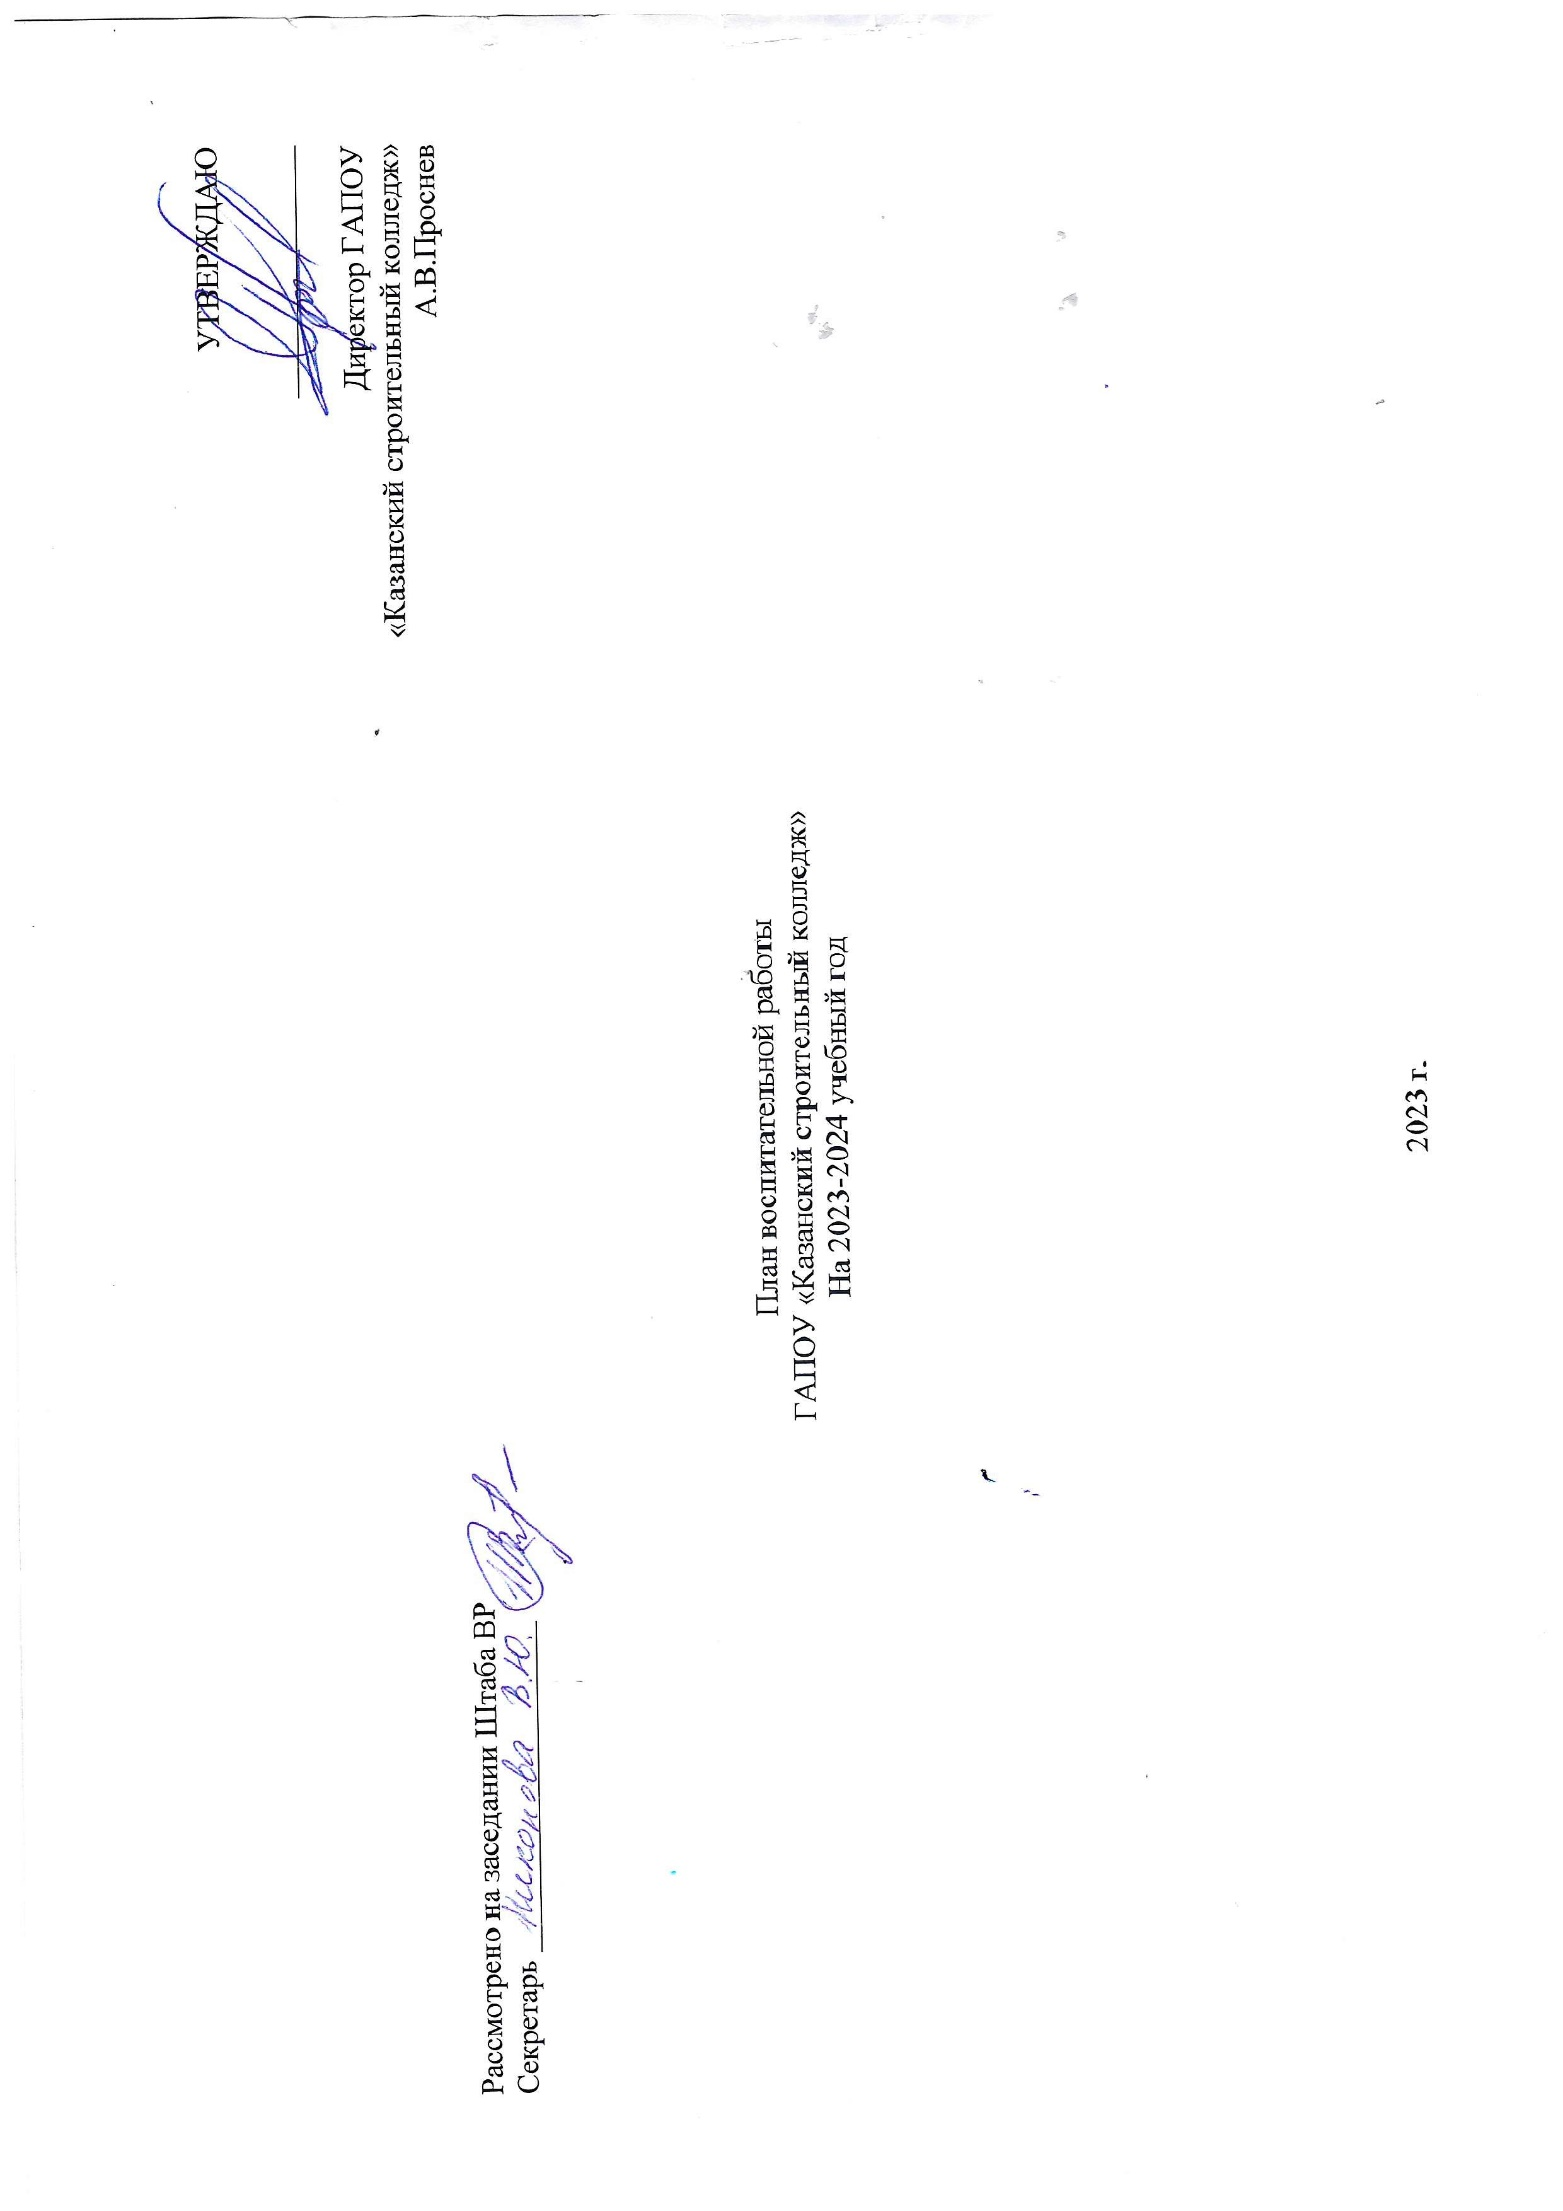 УТВЕРЖДАЮ
Директор ГАПОУ
«Казанский строительный колледж»
А.В.Проснев
Рассмотрено на заседании Штаба ВР
Секретарь Никонова В.Ю.
План воспитательной работы
ГАПОУ «Казанский строительный колледж»
На 2023-2024 учебный год
2023 г.